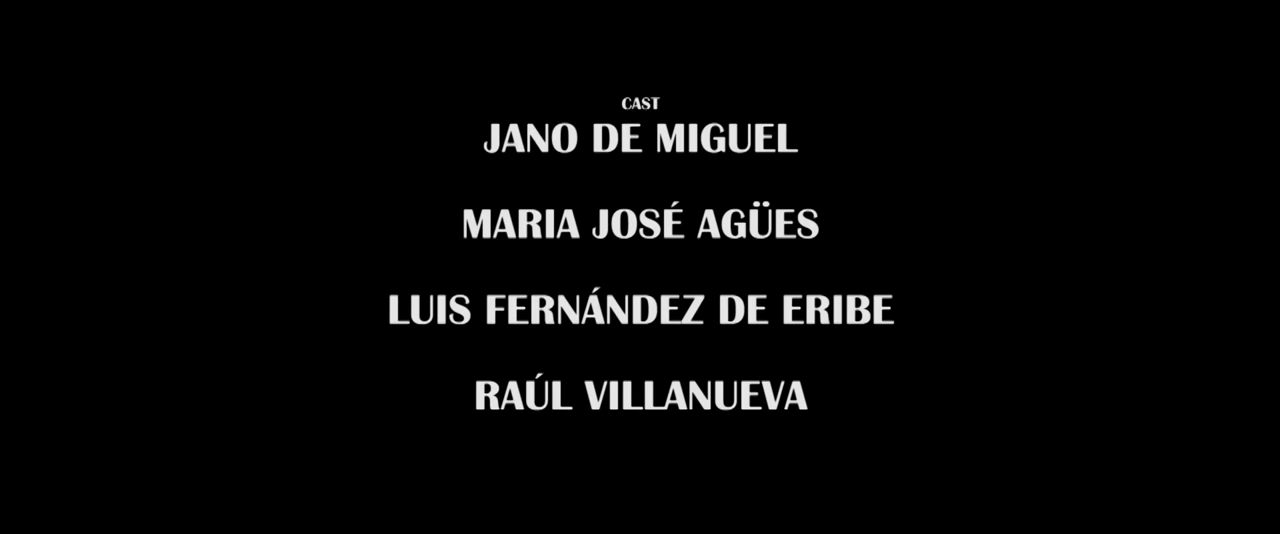 CAST
JANO DE MIGUEL
MARIA JOSÉ AGÜES
LUIS FERNÁNDEZ DE ERIBE
RAÚL VILLANUEVA